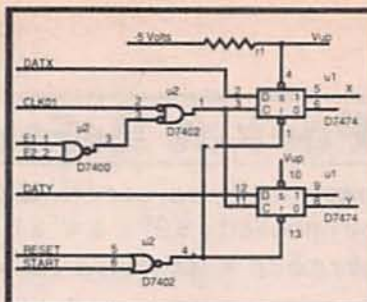 5 Volts
r1
Vup
DATX
4
u1
2
5
X
D s 1
CLK01
2
u2
1
3
C r 0
6
3
D7474
D7402
E1 1
u2
3
1
E2 2
D7400
Vup
10
u1
DATY
12
D s 1
9
11
C r 0
8
Y
D7474
RESET
5
u2
4
13
START
6
D7402